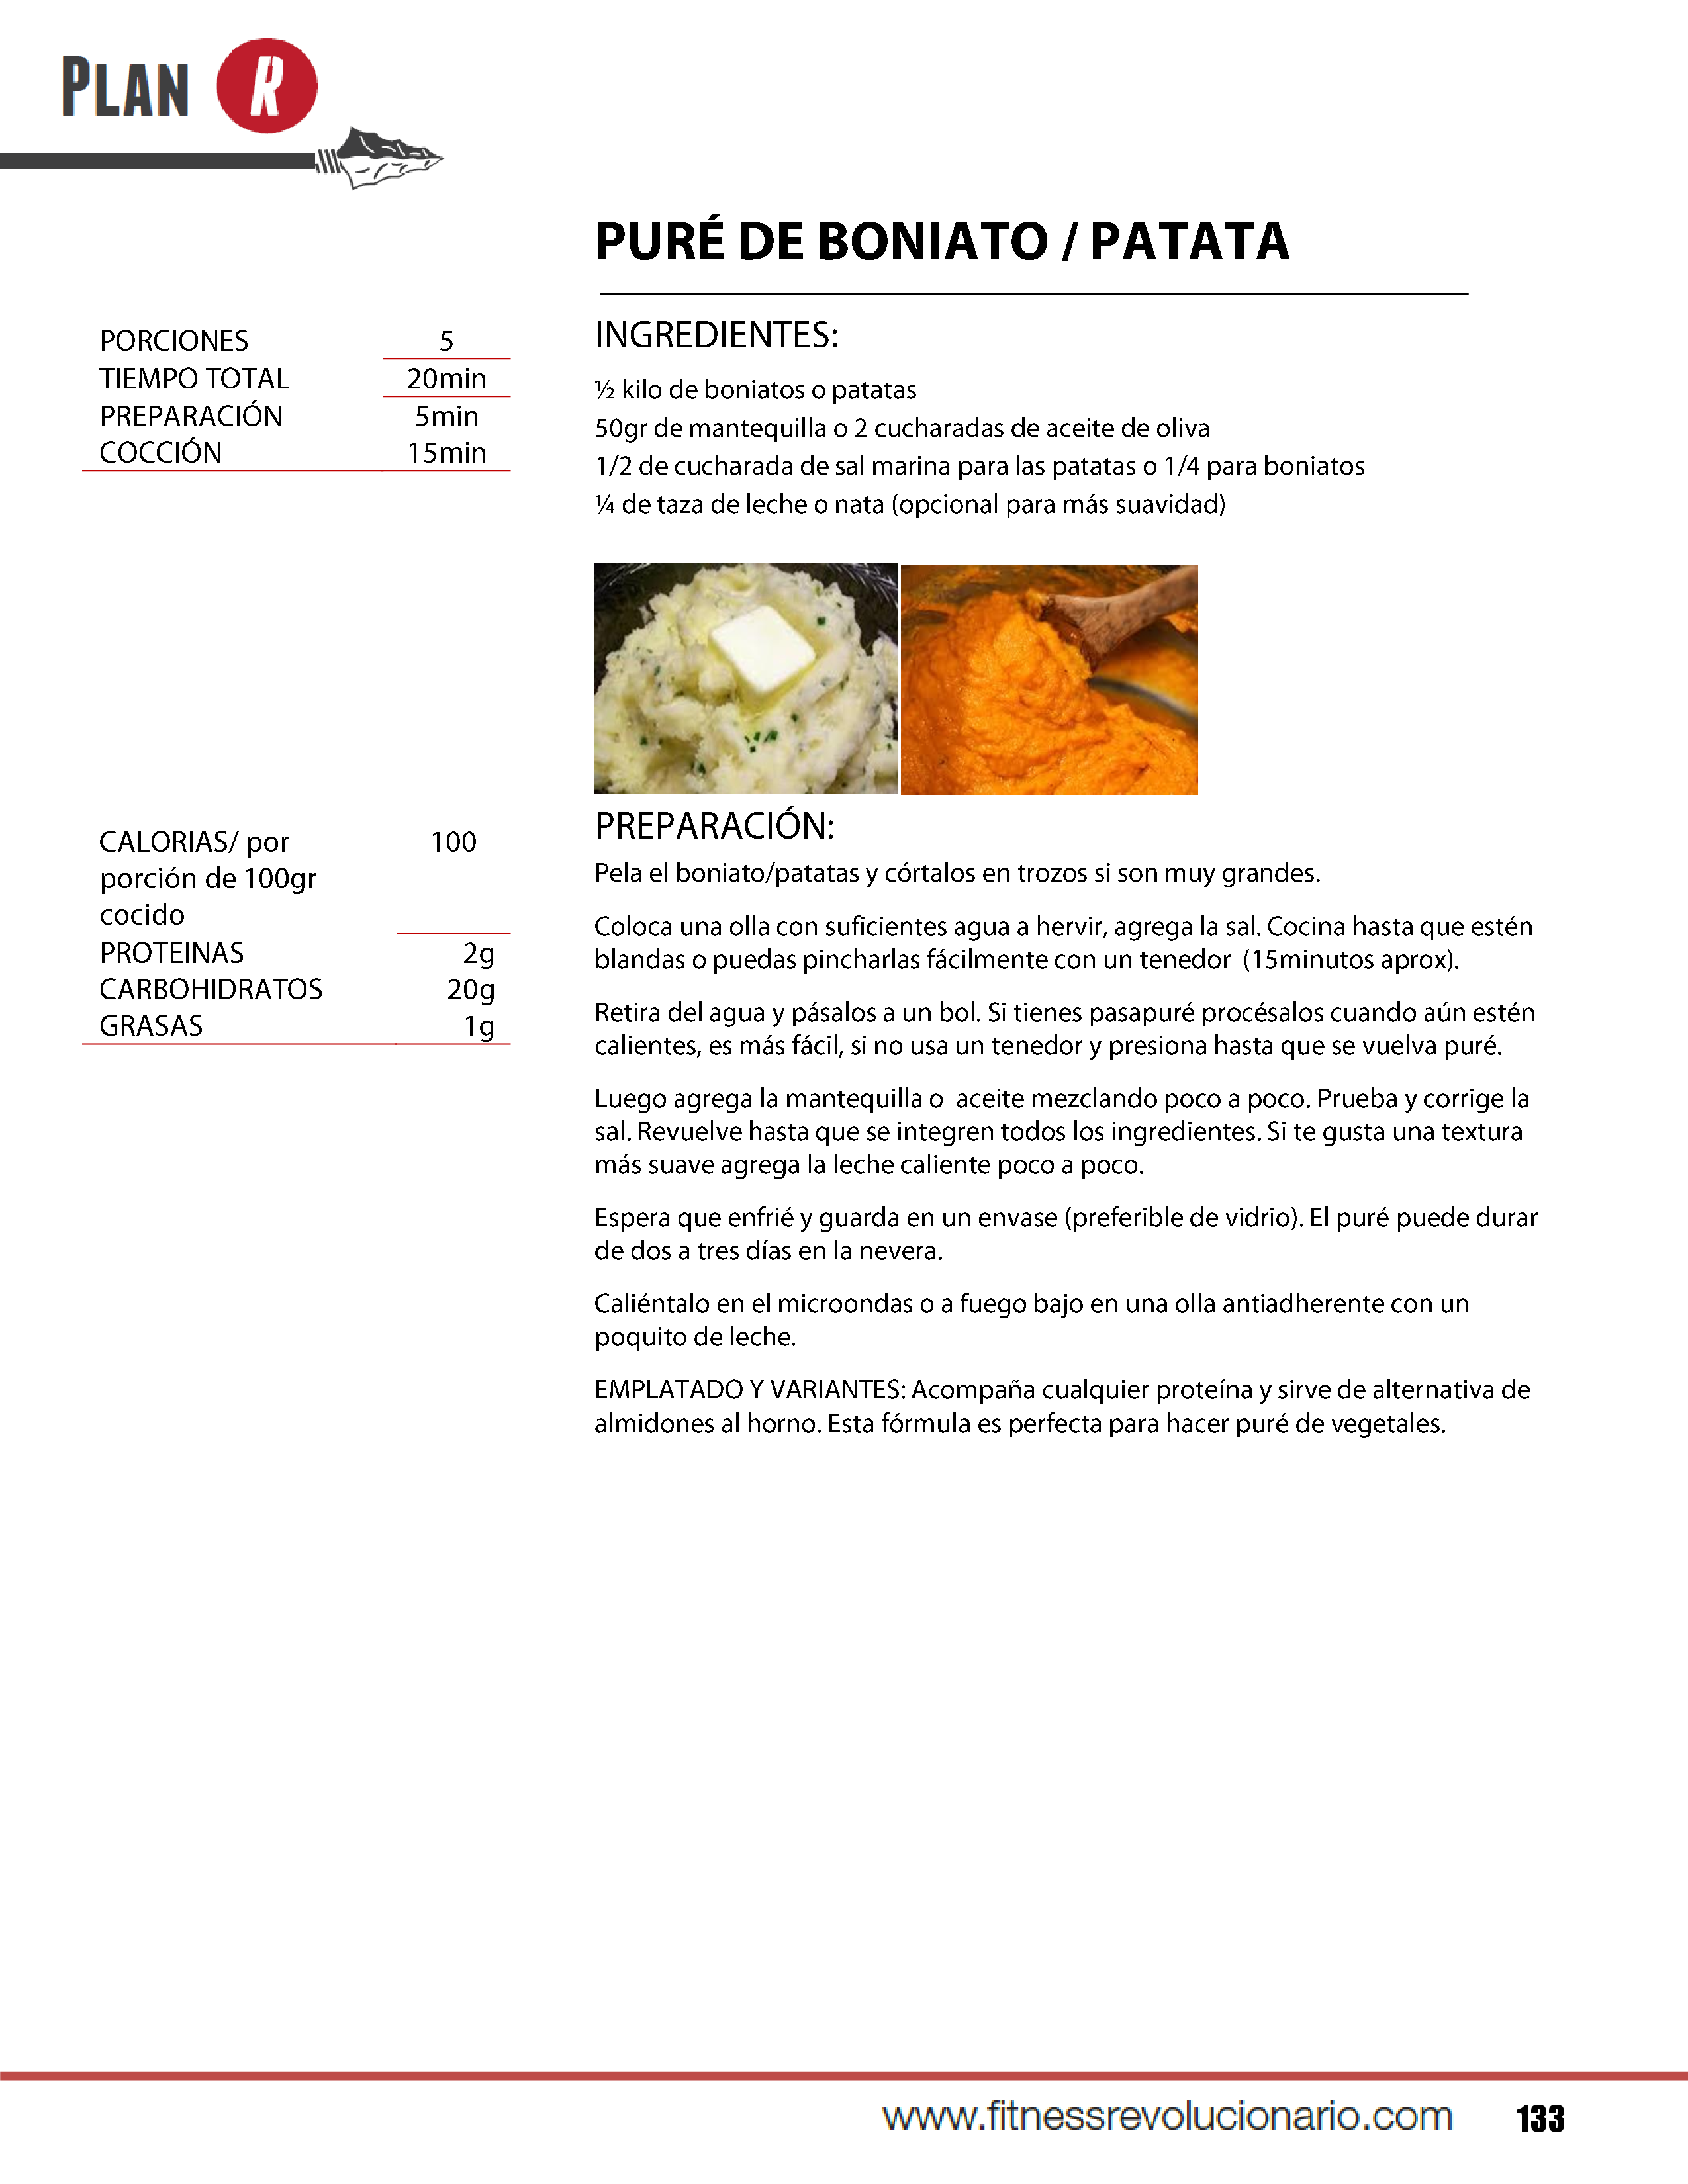 PLAN R
PURÉ DE BONIATO / PATATA
PORCIONES 5
TIEMPO TOTAL 20min
PREPARACIÓN 5min
COCCIÓN 15min
INGREDIENTES:
½ kilo de boniatos o patatas
50gr de mantequilla o 2 cucharadas de aceite de oliva
1/2 de cucharada de sal marina para las patatas o 1/4 para boniatos
¼ de taza de leche o nata (opcional para más suavidad)
CALORIAS/ por 100
porción de 100gr
cocido
PROTEINAS 2g
CARBOHIDRATOS 20g
GRASAS 1g
PREPARACIÓN:
Pela el boniato/patatas y córtalos en trozos si son muy grandes.
Coloca una olla con suficientes agua a hervir, agrega la sal. Cocina hasta que estén
blandas o puedas pincharlas fácilmente con un tenedor (15minutos aprox).
Retira del agua y pásalos a un bol. Si tienes pasapuré procésalos cuando aún estén
calientes, es más fácil, si no usa un tenedor y presiona hasta que se vuelva puré.
Luego agrega la mantequilla o aceite mezclando poco a poco. Prueba y corrige la
sal. Revuelve hasta que se integren todos los ingredientes. Si te gusta una textura
más suave agrega la leche caliente poco a poco.
Espera que enfrié y guarda en un envase (preferible de vidrio). El puré puede durar
de dos a tres días en la nevera.
Caliéntalo en el microondas o a fuego bajo en una olla antiadherente con un
poquito de leche.
EMPLATADO Y VARIANTES: Acompaña cualquier proteína y sirve de alternativa de
almidones al horno. Esta fórmula es perfecta para hacer puré de vegetales.
www.fitnessrevolucionario.com 133